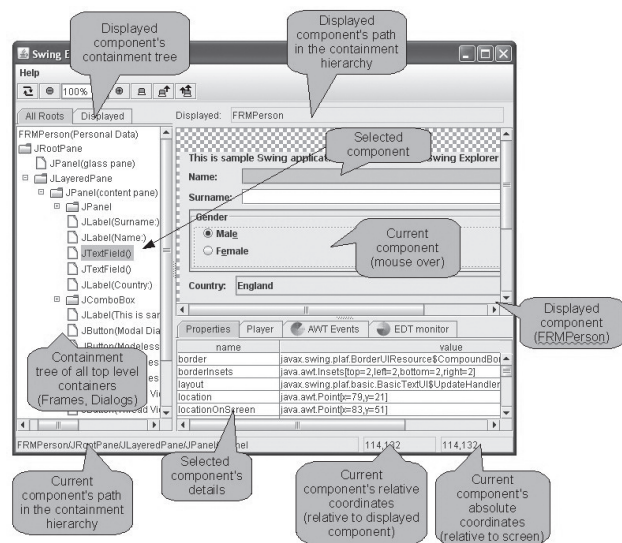 Displayed
component's
containment tree
Displayed
component's path
in the containment
hierarchy
Swing E
Help
100%
All Roots
Displayed
Displayed:
FRMPerson
FRMPerson(Personal Data)
JRootPane
JPanel(glass pane)
JLayeredPane
JPanel(content pane)
JPanel
JLabel(Surname:)
JLabel(Name:)
JTextField()
JTextField()
JLabel(Country:)
JComboBox
JLabel(This is sar
JButton(Modal Dia
JButton(Modeless
Selected
component
This is sample Swing applicat
Swing Explorer
Name:
Surname:
Gender
Male
Female
Current
component
(mouse over)
Country:
England
Displayed
component
(FRMPerson)
Properties
Player
AWT Events
EDT monitor
name
value
border
javax.swing.plaf.BorderUIResource$CompoundBor
borderInsets
java.awt.Insets[top=2,left=2,bottom=2,right=2]
layout
javax.swing.plaf.basic.BasicTextUI$UpdateHandler
location
java.awt.Point[x=79,y=21]
locationOnScreen
java.awt.Point[x=83,y=51]
Containment
tree of all top level
containers
(Frames, Dialogs)
FRMPerson/JRootPane/JLayeredPane/JPanel/JPanel
114,132
114,132
Current
component's path
in the containment
hierarchy
Selected
component's
details
Current
component's relative
coordinates
(relative to displayed
component)
Current
component's
absolute
coordinates
(relative to screen)